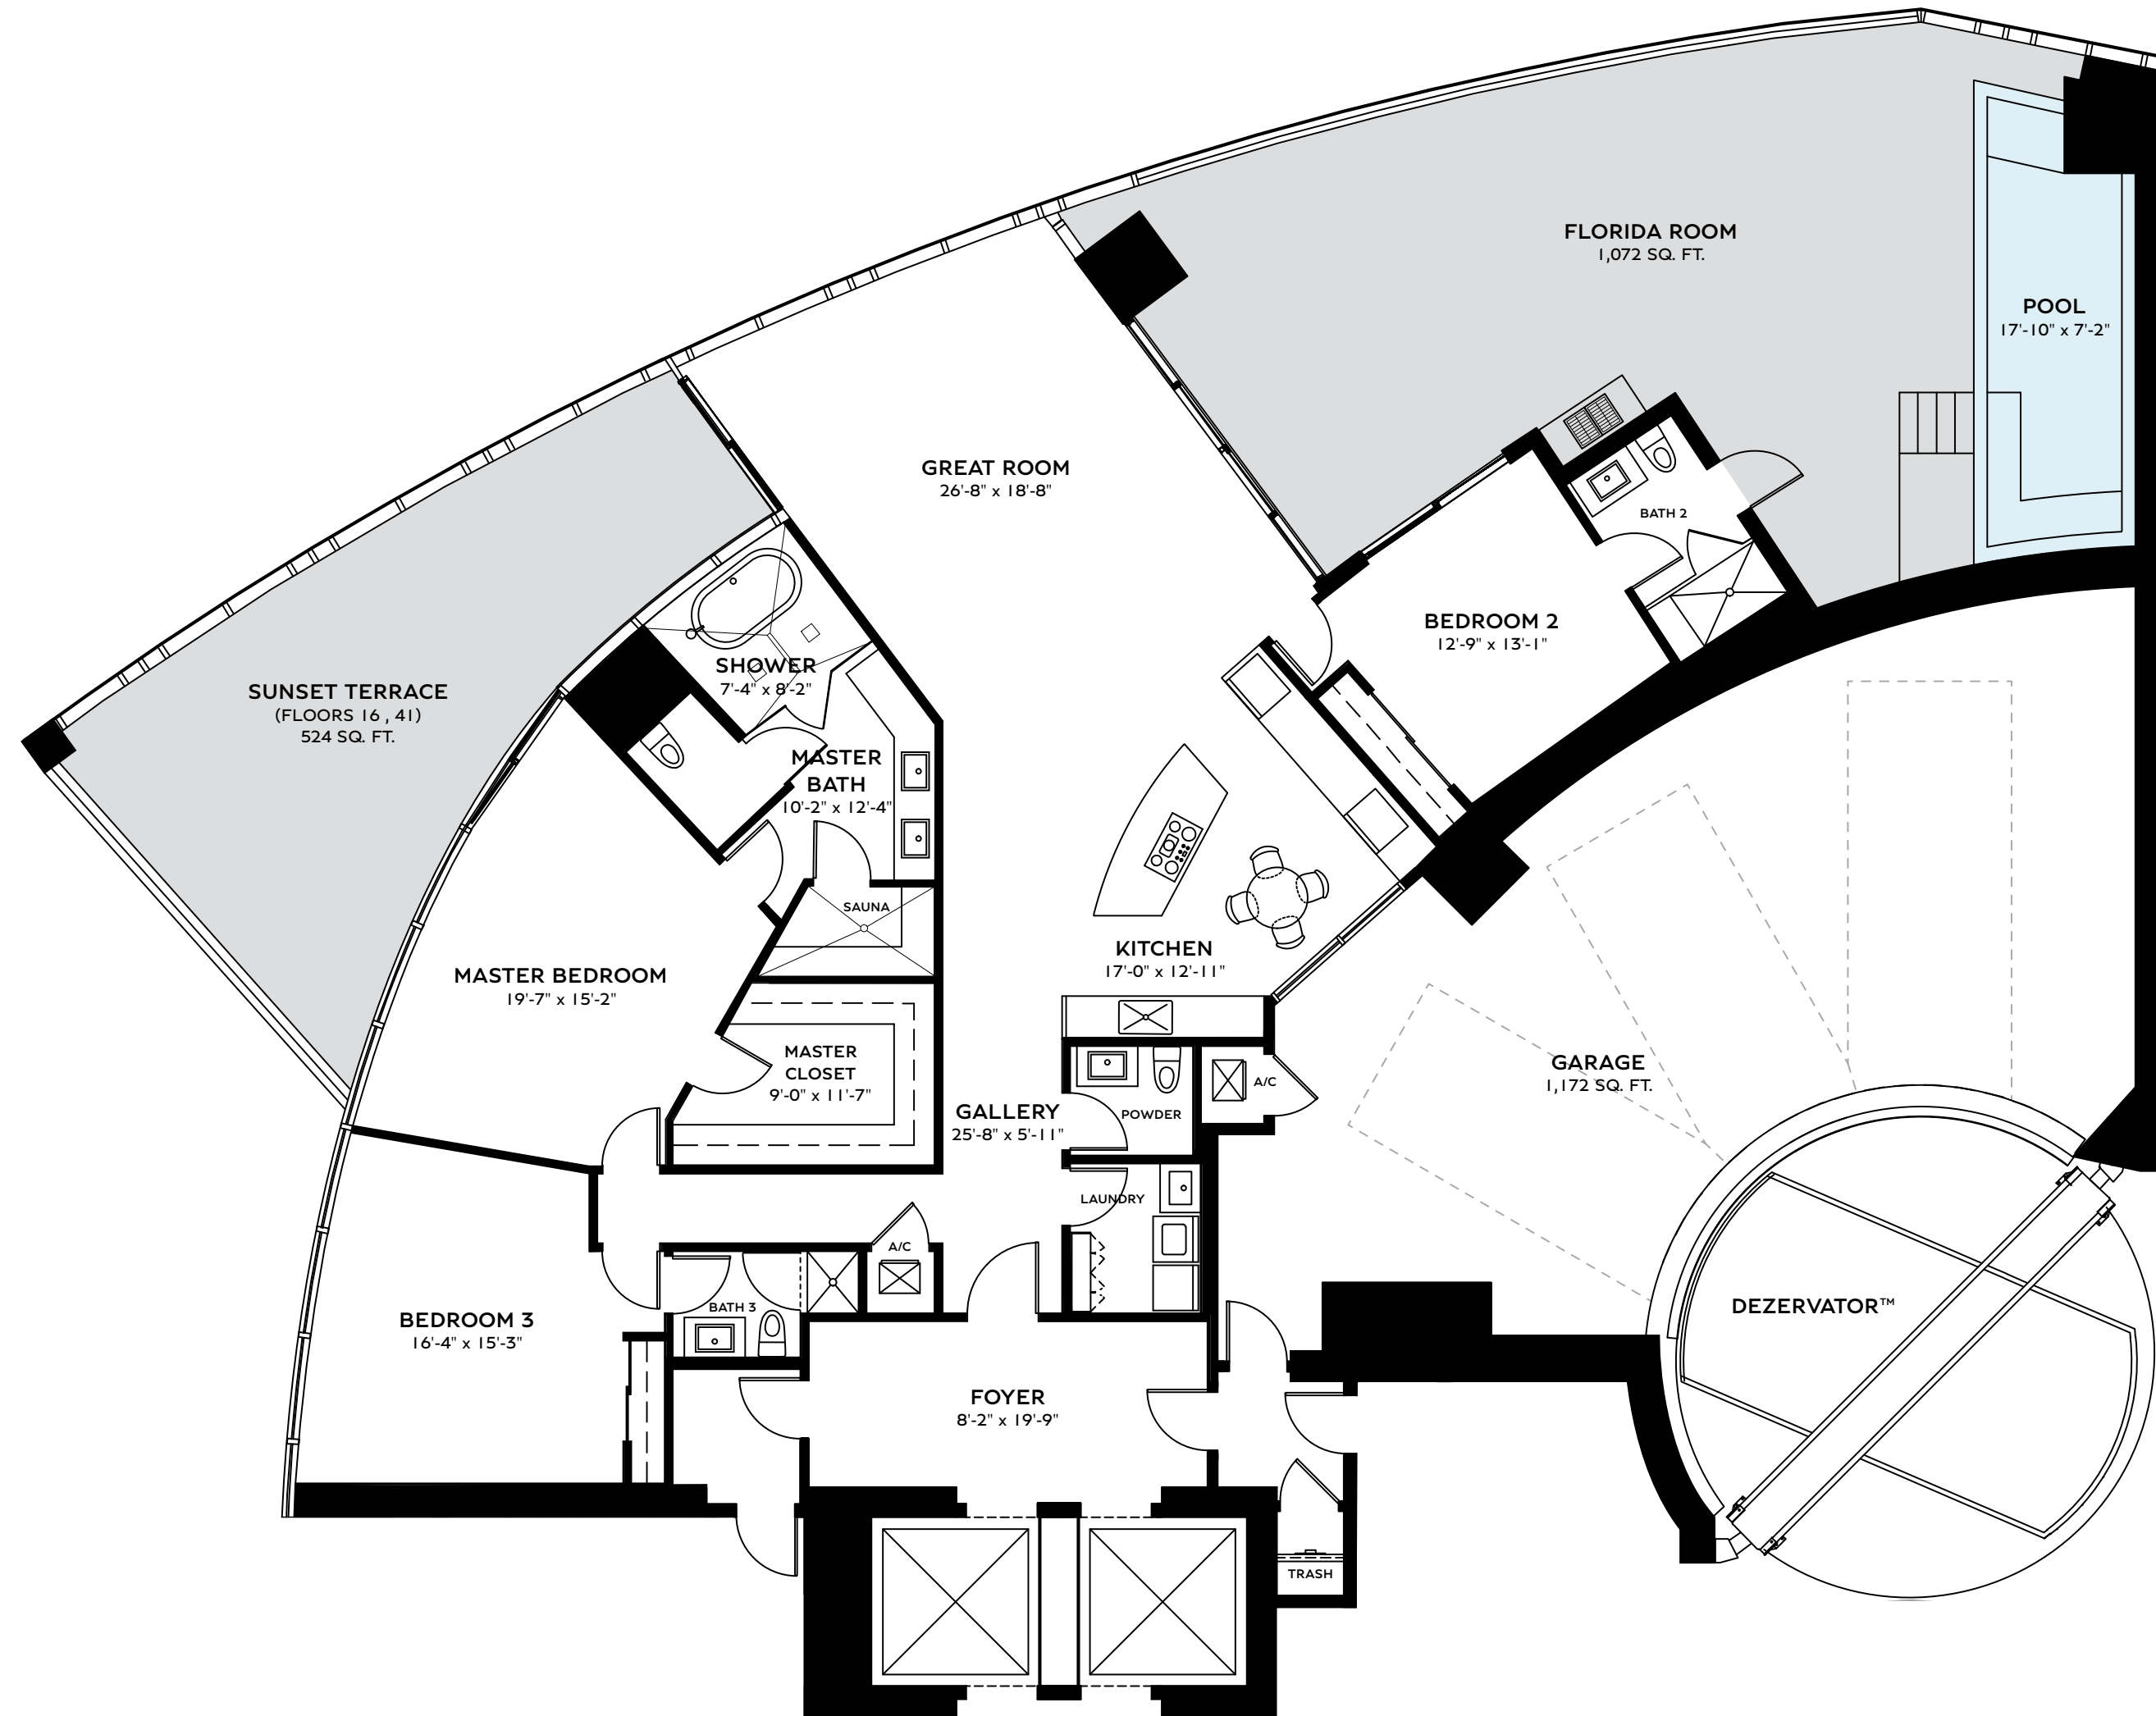 FLORIDA ROOM
1,072 SQ. FT.
POOL
17'-10" x 7'-2"
GREAT ROOM
26'-8" x 18'-8"
BATH 2
BEDROOM 2
12'-9" x 13'-1"
SHOWER
7'-4" x 8'-2"
SUNSET TERRACE
(FLOORS 16 , 41)
524 SQ. FT.
MASTER
BATH
10'-2" x 12'-4"
SAUNA
KITCHEN
17'-0" x 12'-11"
MASTER BEDROOM
19'-7" x 15'-2"
MASTER
CLOSET
9'-0" x 11'-7"
GARAGE
1,172 SQ. FT.
A/C
GALLERY
25'-8" x 5'-11"
POWDER
LAUNDRY
A/C
BATH 3
DEZERVATOR™
BEDROOM 3
16'-4" x 15'-3"
FOYER
8'-2" x 19'-9"
TRASH